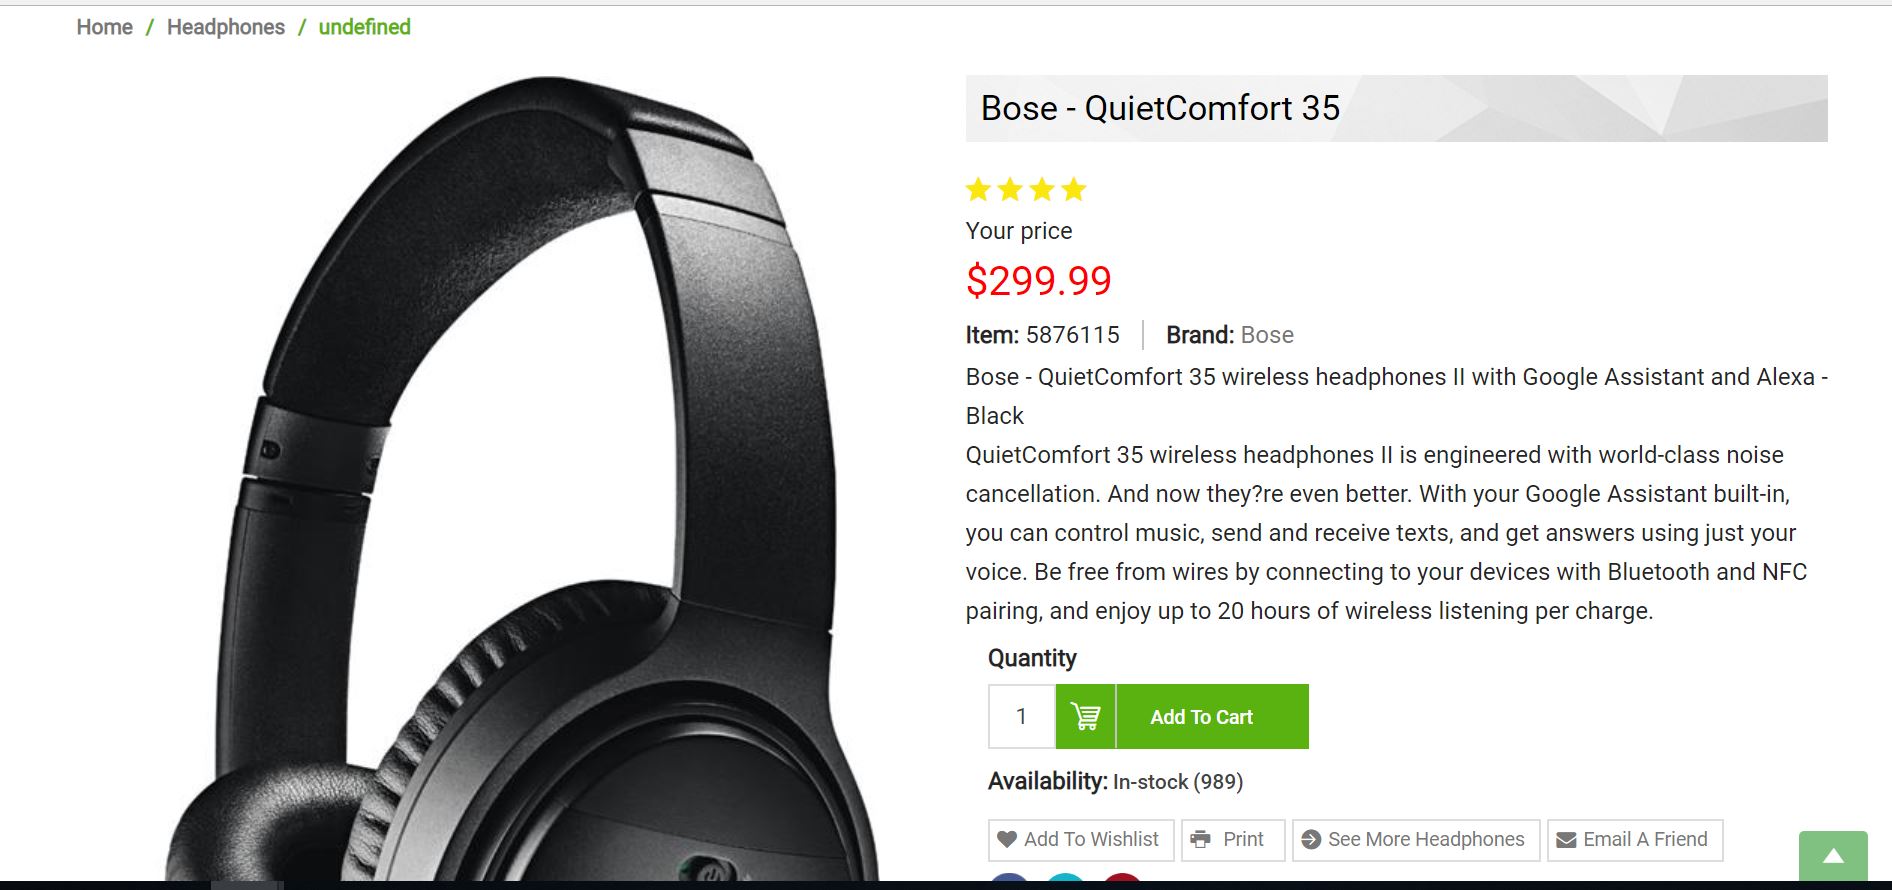 Home / Headphones / undefined
Bose - QuietComfort 35
Your price
$299.99
Item: 5876115 | Brand: Bose
Bose - QuietComfort 35 wireless headphones II with Google Assistant and Alexa -
Black
QuietComfort 35 wireless headphones II is engineered with world-class noise
cancellation. And now they?re even better. With your Google Assistant built-in,
you can control music, send and receive texts, and get answers using just your
voice. Be free from wires by connecting to your devices with Bluetooth and NFC
pairing, and enjoy up to 20 hours of wireless listening per charge.
Quantity
1 Add To Cart
Availability: In-stock (989)
Add To Wishlist Print See More Headphones Email A Friend